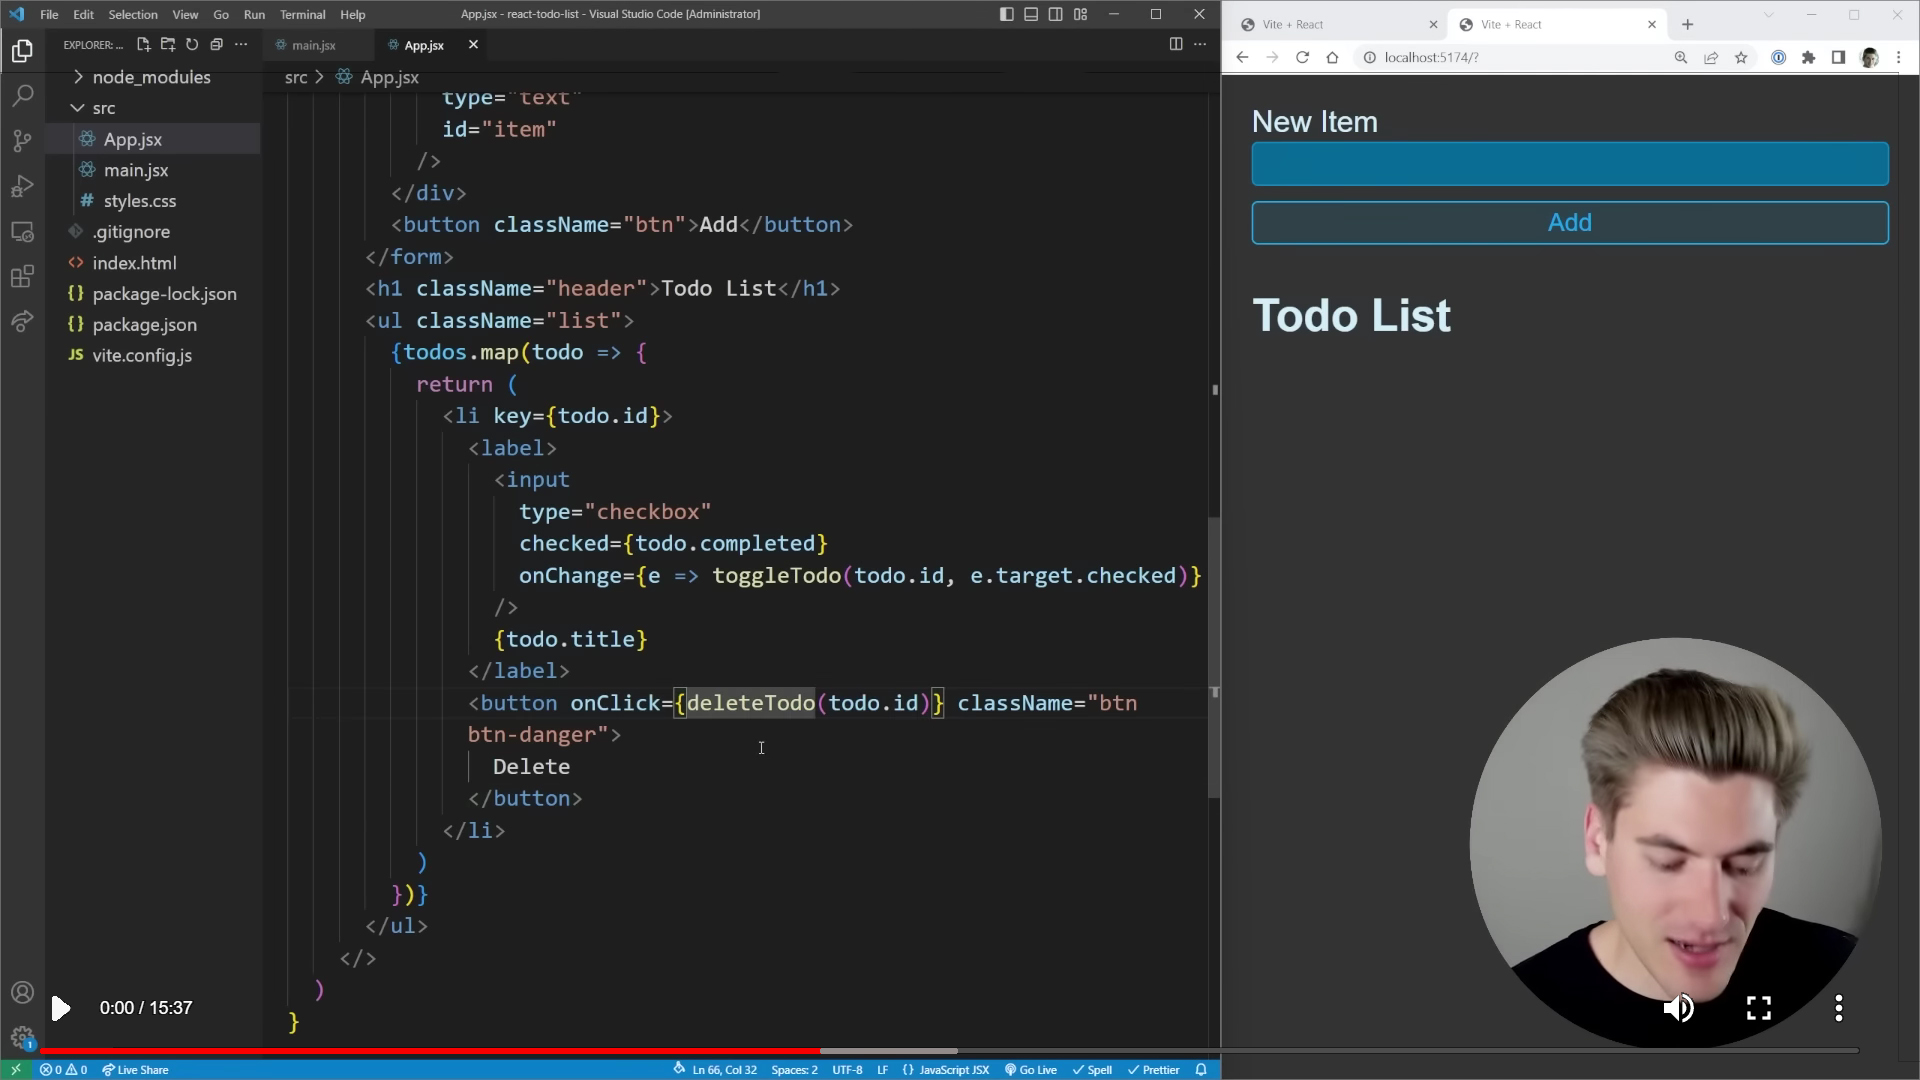 File Edit Selection View Go Run Terminal Help
App.jsx - react-todo-list - Visual Studio Code [Administrator]
EXPLORER: ...
main.jsx
App.jsx
node_modules
src
App.jsx
main.jsx
# styles.css
.gitignore
<> index.html
{} package-lock.json
{} package.json
JS vite.config.js
1
src > App.jsx
type="text"
id="item"
/>
</div>
<button className="btn">Add</button>
</form>
<h1 className="header">Todo List</h1>
<ul className="list">
{todos.map(todo => {
return (
<li key={todo.id}>
<label>
<input
type="checkbox"
checked={todo.completed}
onChange={e => toggleTodo(todo.id, e.target.checked)}
/>
{todo.title}
</label>
<button onClick={deleteTodo(todo.id)} className="btn
btn-danger">
Delete
</button>
</li>
)
})}
</ul>
</>
)
}
0:00 / 15:37
0 0 Live Share
Ln 66, Col 32 Spaces: 2 UTF-8 LF {} JavaScript JSX Go Live Spell Prettier
Vite + React
Vite + React
localhost:5174/?
New Item
Add
Todo List